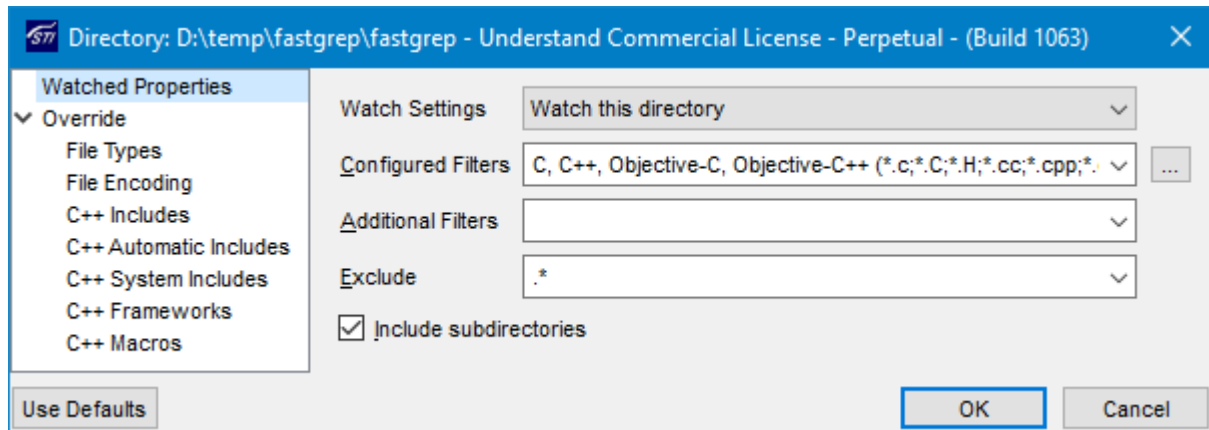 STI Directory: D:\temp\fastgrep\fastgrep - Understand Commercial License - Perpetual - (Build 1063)
Watched Properties
Override
File Types
File Encoding
C++ Includes
C++ Automatic Includes
C++ System Includes
C++ Frameworks
C++ Macros
Watch Settings Watch this directory
Configured Filters C, C++, Objective-C, Objective-C++ (*.c;*.C;*.H;*.cc;*.cpp;*. ...
Additional Filters
Exclude .*
Include subdirectories
Use Defaults OK Cancel